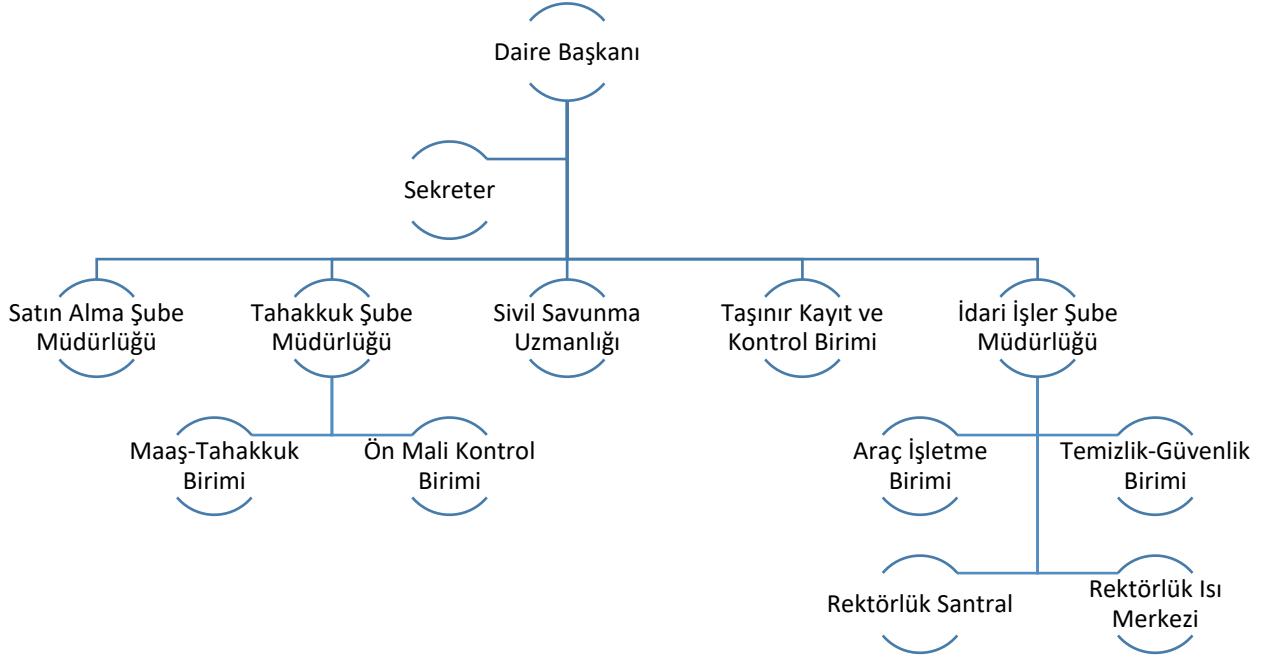 Daire Başkanı
Sekreter
Satın Alma Şube
Müdürlüğü
Tahakkuk Şube
Müdürlüğü
Sivil Savunma
Uzmanlığı
Taşınır Kayıt ve
Kontrol Birimi
İdari İşler Şube
Müdürlüğü
Maaş-Tahakkuk
Birimi
Ön Mali Kontrol
Birimi
Araç İşletme
Birimi
Temizlik-Güvenlik
Birimi
Rektörlük Santral
Rektörlük Isı
Merkezi